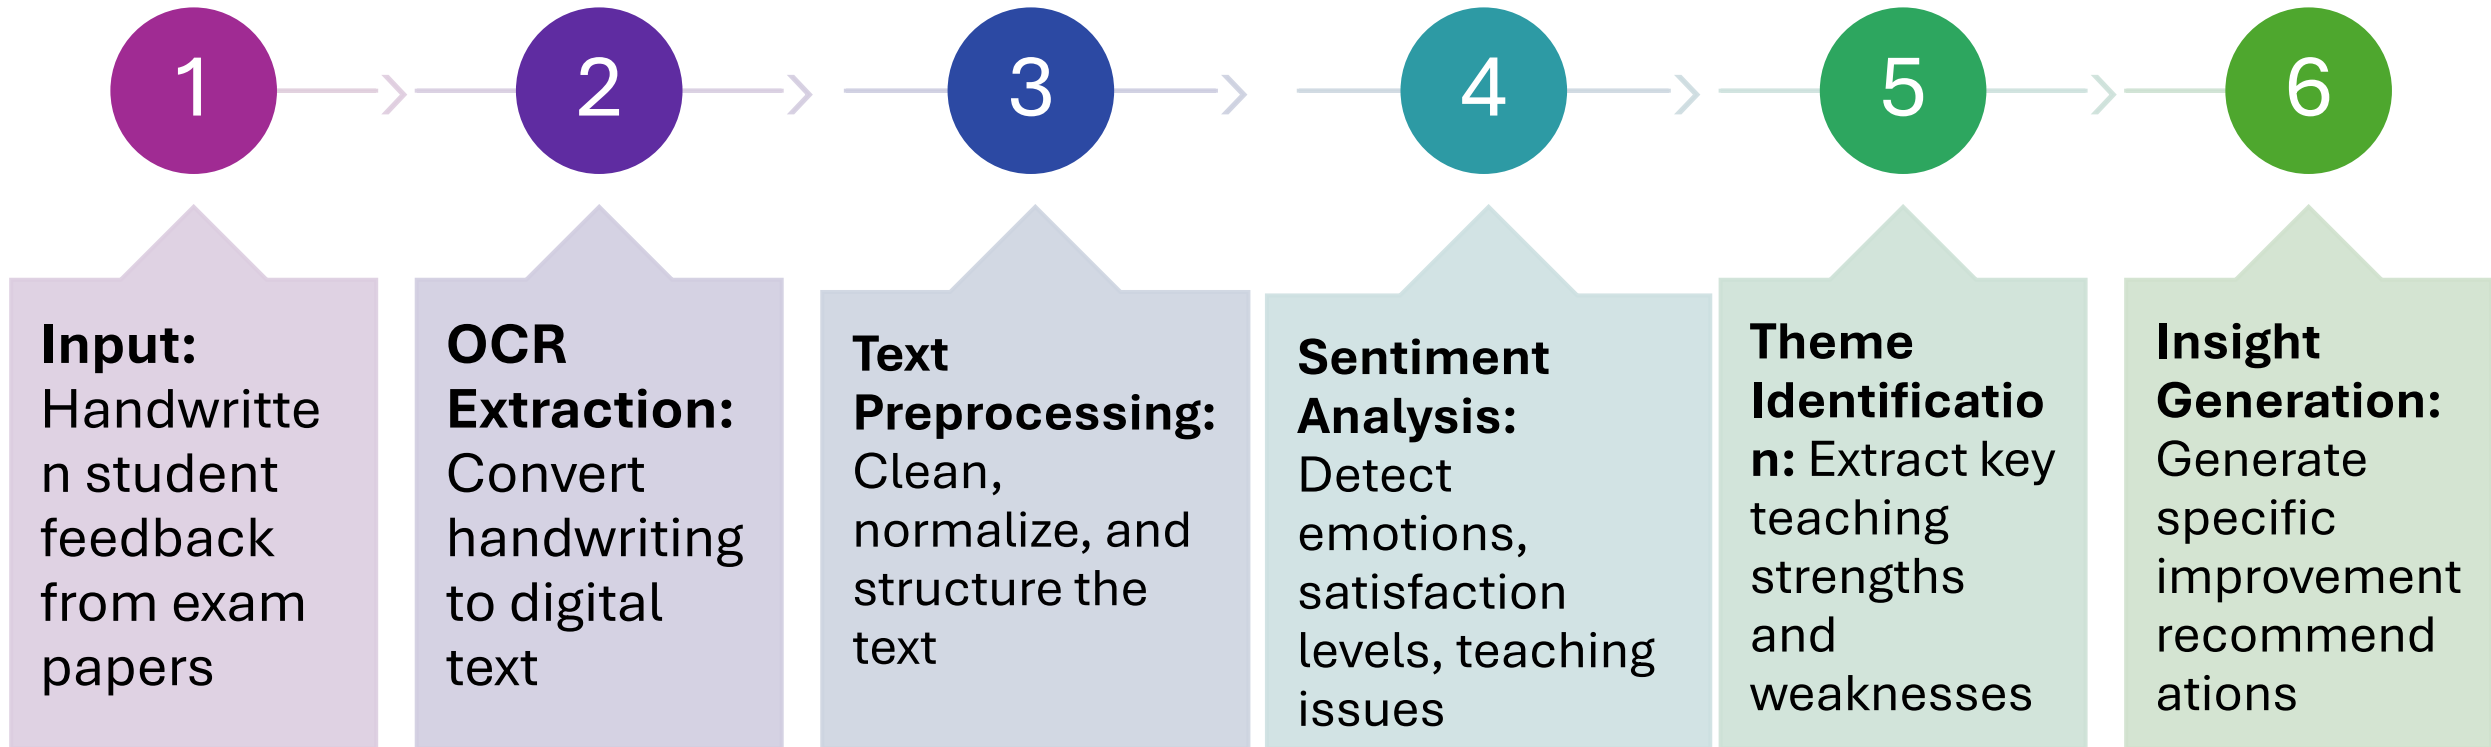 1
2
3
4
5
6
Input:
Handwritte
n student
feedback
from exam
papers
OCR
Extraction:
Convert
handwriting
to digital
text
Text
Preprocessing:
Clean,
normalize, and
structure the
text
Sentiment
Analysis:
Detect
emotions,
satisfaction
levels, teaching
issues
Theme
Identificatio
n: Extract key
teaching
strengths
and
weaknesses
Insight
Generation:
Generate
specific
improvement
recommend
ations